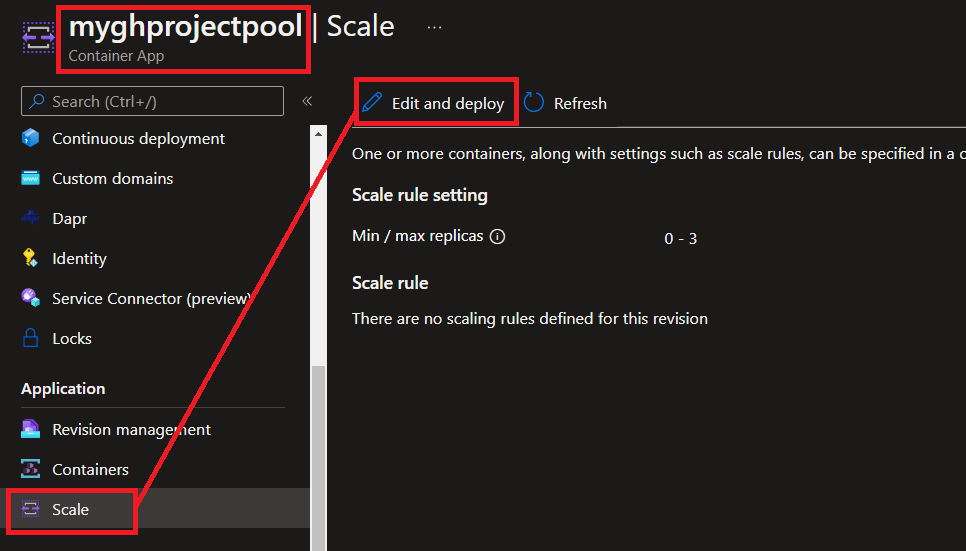 myghprojectpool | Scale ...
Container App
Search (Ctrl+/) «
Continuous deployment
Custom domains
Dapr
Identity
Service Connector (preview)
Locks
Application
Revision management
Containers
Scale
Edit and deploy Refresh
One or more containers, along with settings such as scale rules, can be specified in a
Scale rule setting
Min / max replicas 0 - 3
Scale rule
There are no scaling rules defined for this revision